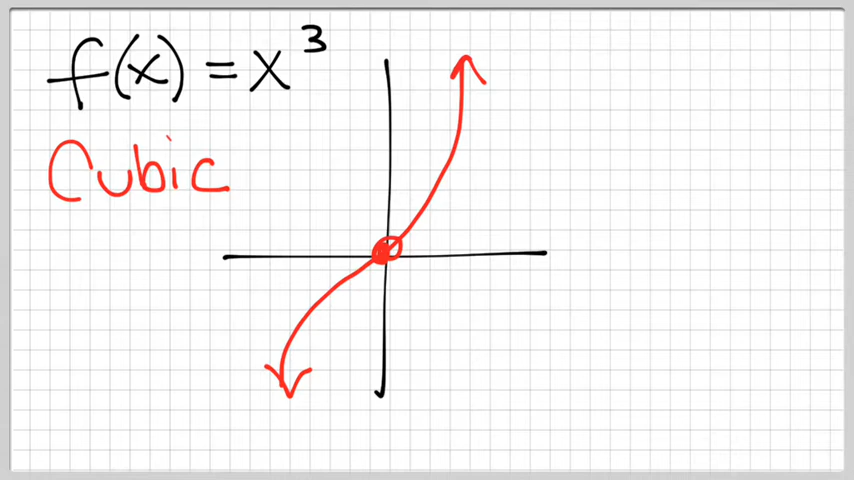 f(x) = x³
Cubic